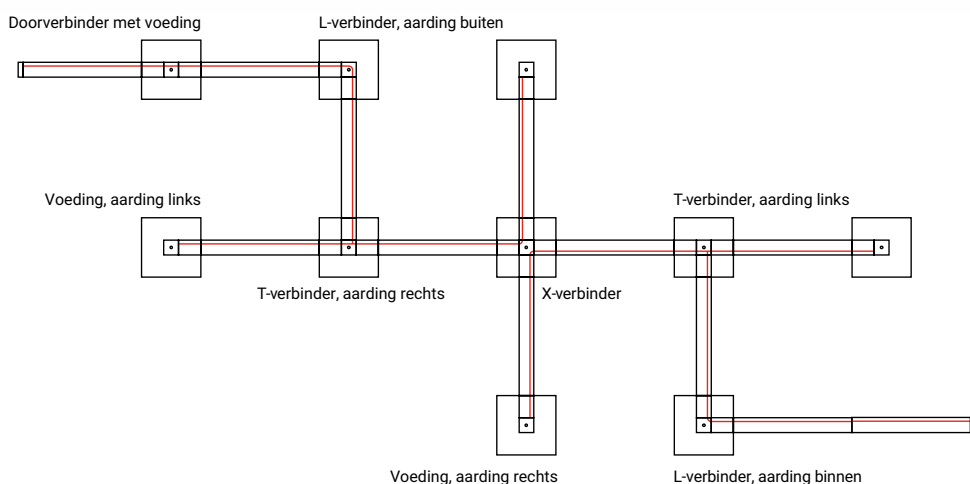 Doorverbinder met voeding
L-verbinder, aarding buiten
Voeding, aarding links
T-verbinder, aarding links
T-verbinder, aarding rechts
X-verbinder
Voeding, aarding rechts
L-verbinder, aarding binnen